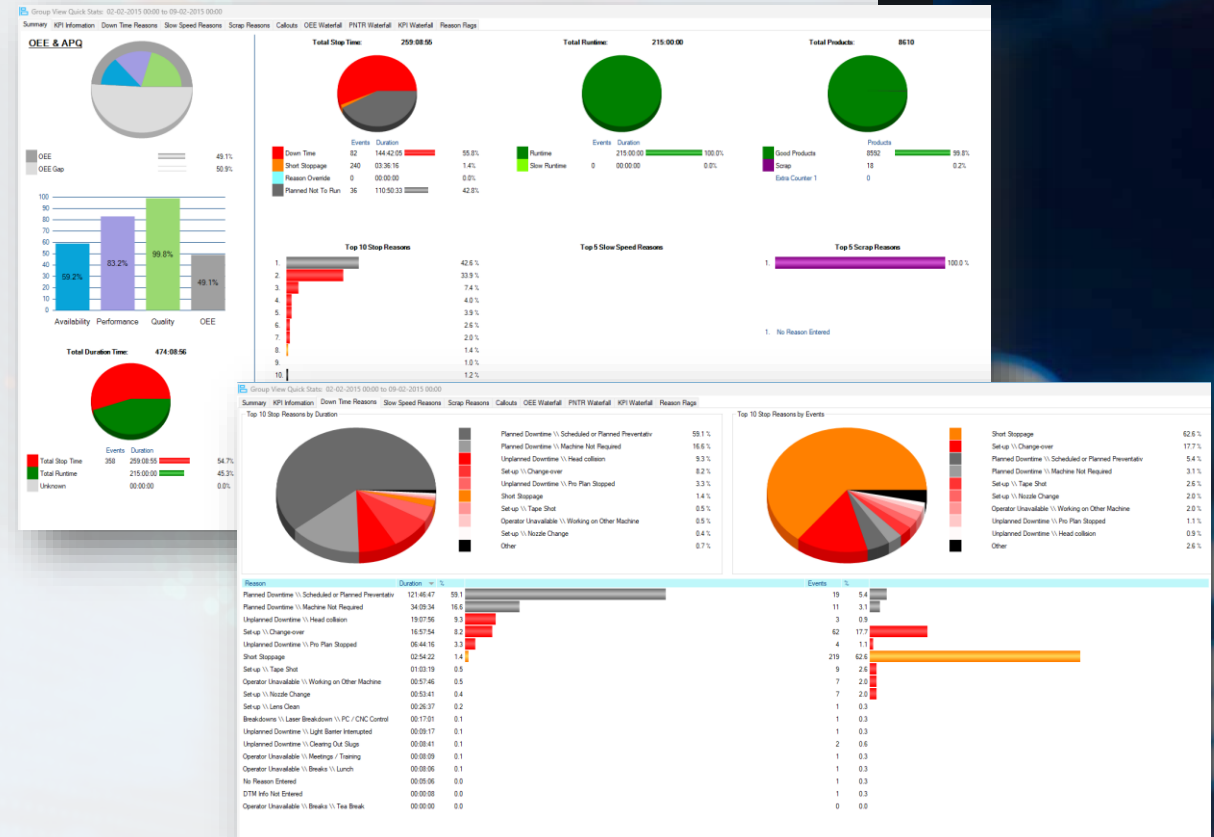 Group View Quick Stats: 02-02-2015 00:00 to 09-02-2015 00:00
Summary KPI Information Down Time Reasons Slow Speed Reasons Scrap Reasons Callouts OEE Waterfall PNTR Waterfall KPI Waterfall Reason Flags
OEE & APQ
OEE 49.1%
OEE Gap 50.9%
100
90
80
70
60
50
40
30
20
10
0
59.2% 83.2% 99.8% 49.1%
Availability Performance Quality OEE
Total Duration Time: 474:08:56
Events Duration
Total Stop Time 358 259:08:55 54.7%
Total Runtime 215:00:00 45.3%
Unknown 00:00:00 0.0%
Total Stop Time: 259:08:55
Events Duration
Down Time 82 144:42:05 55.8%
Short Stoppage 240 03:36:16 1.4%
Reason Override 0 00:00:00 0.0%
Planned Not To Run 36 110:50:33 42.8%
Total Runtime: 215:00:00
Events Duration
Runtime 215:00:00 100.0%
Slow Runtime 0 00:00:00 0.0%
Total Products: 8610
Products
Good Products 8592 99.8%
Scrap 18 0.2%
Extra Counter 1 0
Top 10 Stop Reasons
1. 42.6 %
2. 33.9 %
3. 7.4 %
4. 4.0 %
5. 3.9 %
6. 2.6 %
7. 2.0 %
8. 1.4 %
9. 1.0 %
10. 1.2 %
Top 5 Slow Speed Reasons
Top 5 Scrap Reasons
1. 100.0 %
1. No Reason Entered
Group View Quick Stats: 02-02-2015 00:00 to 09-02-2015 00:00
Summary KPI Information Down Time Reasons Slow Speed Reasons Scrap Reasons Callouts OEE Waterfall PNTR Waterfall KPI Waterfall Reason Flags
Top 10 Stop Reasons by Duration
Planned Downtime \\ Scheduled or Planned Preventativ 59.1 %
Planned Downtime \\ Machine Not Required 16.6 %
Unplanned Downtime \\ Head collision 9.3 %
Set-up \\ Change-over 8.2 %
Unplanned Downtime \\ Pro Plan Stopped 3.3 %
Short Stoppage 1.4 %
Set-up \\ Tape Shot 0.5 %
Operator Unavailable \\ Working on Other Machine 0.5 %
Set-up \\ Nozzle Change 0.4 %
Other 0.7 %
Top 10 Stop Reasons by Events
Short Stoppage 62.6 %
Set-up \\ Change-over 17.7 %
Planned Downtime \\ Scheduled or Planned Preventativ 5.4 %
Planned Downtime \\ Machine Not Required 3.1 %
Set-up \\ Tape Shot 2.6 %
Set-up \\ Nozzle Change 2.0 %
Operator Unavailable \\ Working on Other Machine 2.0 %
Unplanned Downtime \\ Pro Plan Stopped 1.1 %
Unplanned Downtime \\ Head collision 0.9 %
Other 2.6 %
Reason Duration % Events %
Planned Downtime \\ Scheduled or Planned Preventativ 121:46:47 59.1 19 5.4
Planned Downtime \\ Machine Not Required 34:09:34 16.6 11 3.1
Unplanned Downtime \\ Head collision 19:07:56 9.3 3 0.9
Set-up \\ Change-over 16:57:54 8.2 62 17.7
Unplanned Downtime \\ Pro Plan Stopped 06:44:16 3.3 4 1.1
Short Stoppage 02:54:22 1.4 219 62.6
Set-up \\ Tape Shot 01:03:19 0.5 9 2.6
Operator Unavailable \\ Working on Other Machine 00:57:46 0.5 7 2.0
Set-up \\ Nozzle Change 00:53:41 0.4 7 2.0
Set-up \\ Lens Clean 00:26:37 0.2 1 0.3
Breakdowns \\ Laser Breakdown \\ PC / CNC Control 00:17:01 0.1 1 0.3
Unplanned Downtime \\ Light Barrier Interrupted 00:09:17 0.1 1 0.3
Unplanned Downtime \\ Clearing Out Slugs 00:08:41 0.1 2 0.6
Operator Unavailable \\ Meetings / Training 00:08:09 0.1 1 0.3
Operator Unavailable \\ Breaks \\ Lunch 00:08:06 0.1 1 0.3
No Reason Entered 00:05:06 0.0 1 0.3
DTM Info Not Entered 00:00:08 0.0 1 0.3
Operator Unavailable \\ Breaks \\ Tea Break 00:00:00 0.0 0 0.0